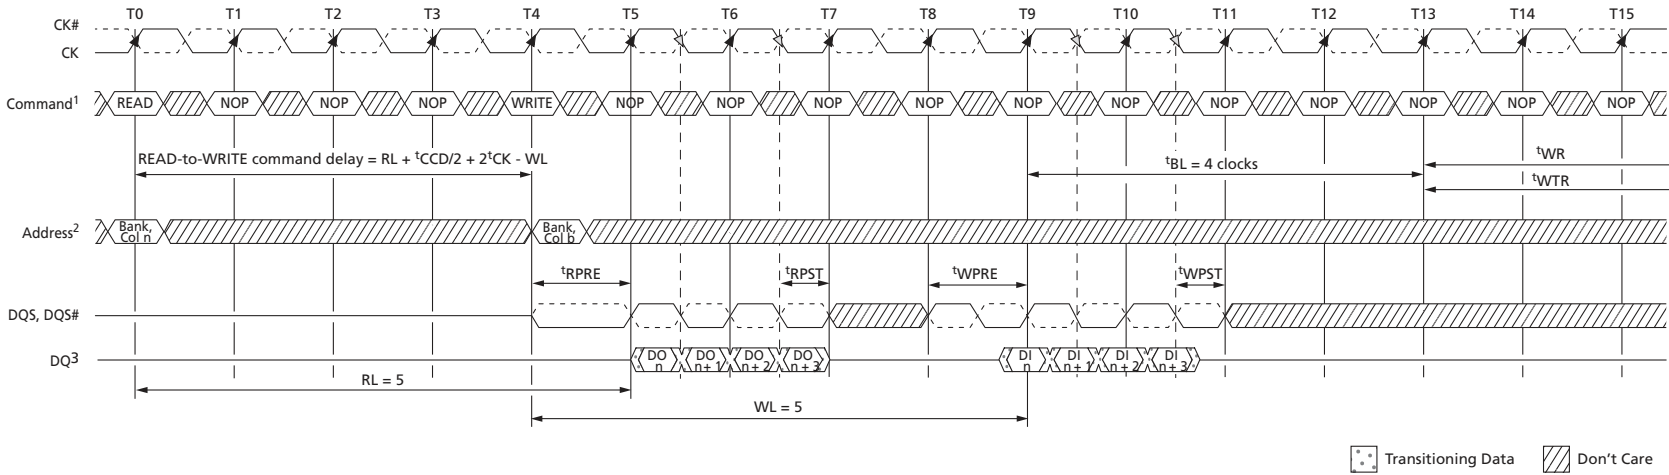 T0 T1 T2 T3 T4 T5 T6 T7 T8 T9 T10 T11 T12 T13 T14 T15
CK#
CK
Command1 READ NOP NOP NOP WRITE NOP NOP NOP NOP NOP NOP NOP NOP NOP NOP NOP
READ-to-WRITE command delay = RL + tCCD/2 + 2tCK - WL
tBL = 4 clocks
tWR
tWTR
Address2 Bank, Col n Bank, Col b
tRPRE tRPST tWPRE tWPST
DQS, DQS#
DQ3 DO n DO n + 1 DO n + 2 DO n + 3 DI n DI n + 1 DI n + 2 DI n + 3
RL = 5
WL = 5
Transitioning Data Don't Care